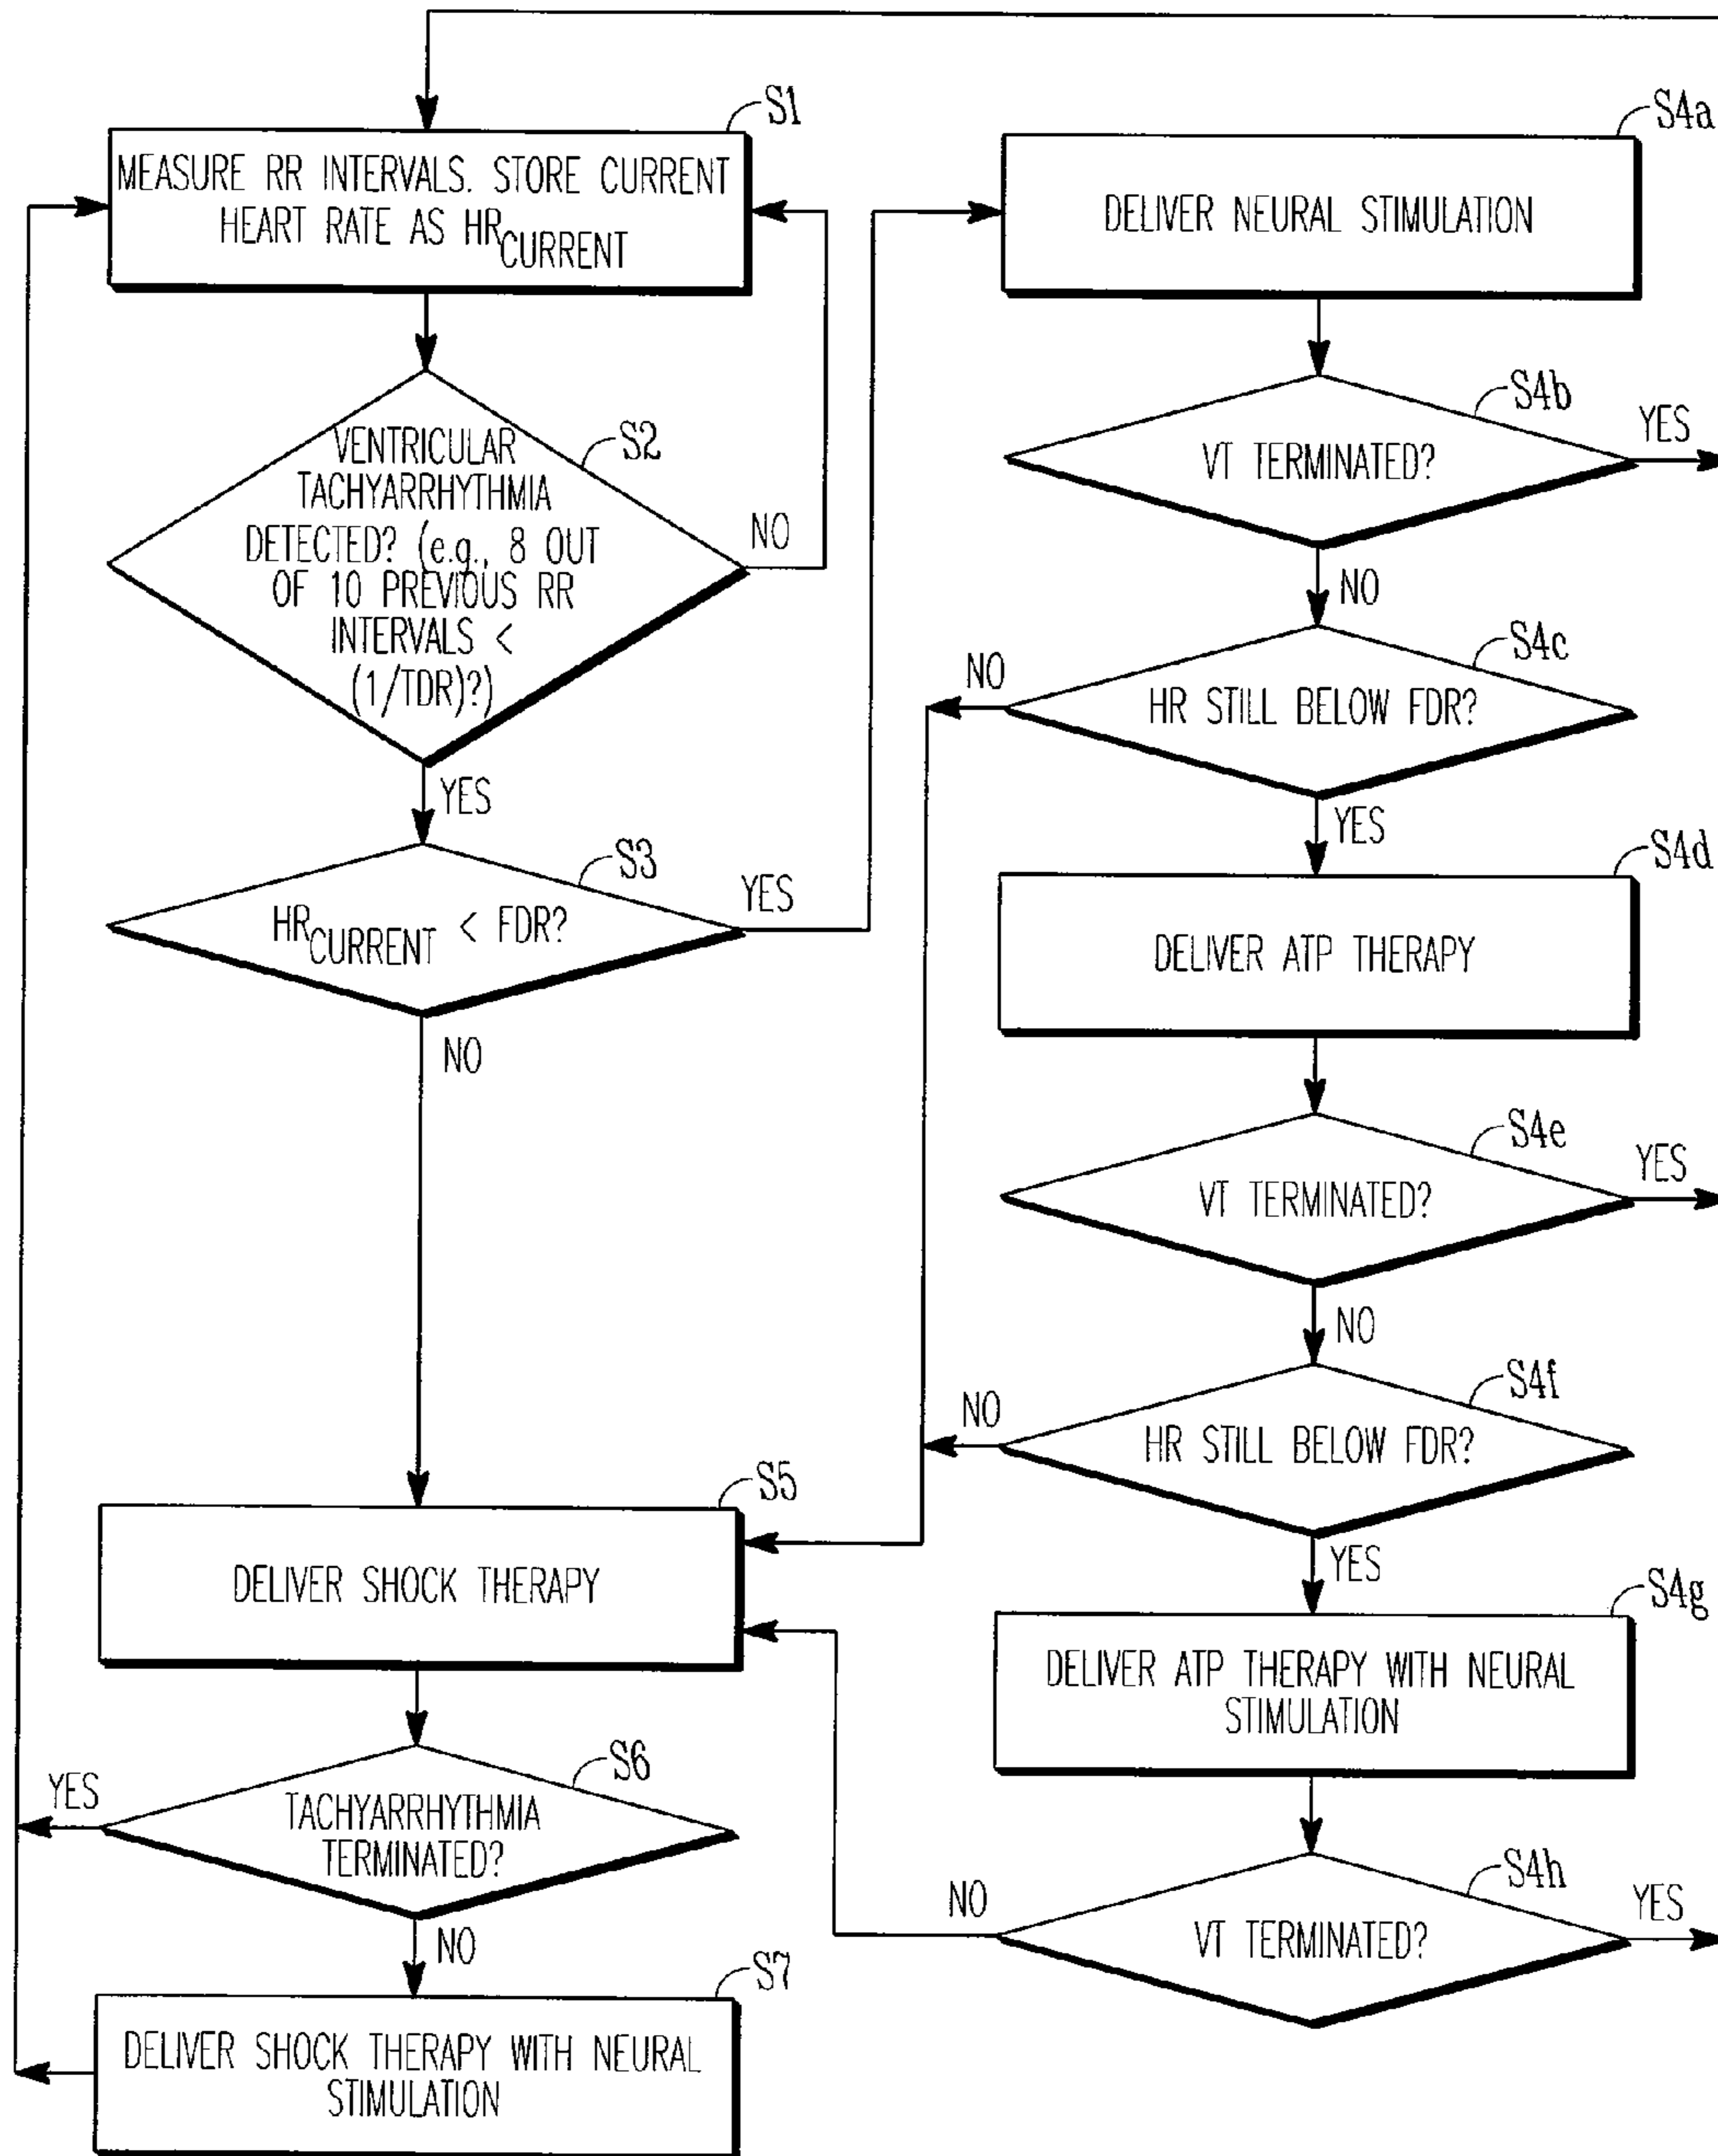 S1
MEASURE RR INTERVALS. STORE CURRENT
HEART RATE AS HR CURRENT
S2
VENTRICULAR
TACHYARRHYTHMIA
DETECTED? (e.g., 8 OUT
OF 10 PREVIOUS RR
INTERVALS <
(1/TDR)?)
NO
YES
S3
HR CURRENT < FDR?
YES
NO
S4a
DELIVER NEURAL STIMULATION
S4b
VT TERMINATED?
YES
NO
S4c
HR STILL BELOW FDR?
NO
YES
S4d
DELIVER ATP THERAPY
S4e
VT TERMINATED?
YES
NO
S4f
HR STILL BELOW FDR?
NO
YES
S4g
DELIVER ATP THERAPY WITH NEURAL
STIMULATION
S4h
VT TERMINATED?
NO
YES
S5
DELIVER SHOCK THERAPY
S6
TACHYARRHYTHMIA
TERMINATED?
YES
NO
S7
DELIVER SHOCK THERAPY WITH NEURAL
STIMULATION